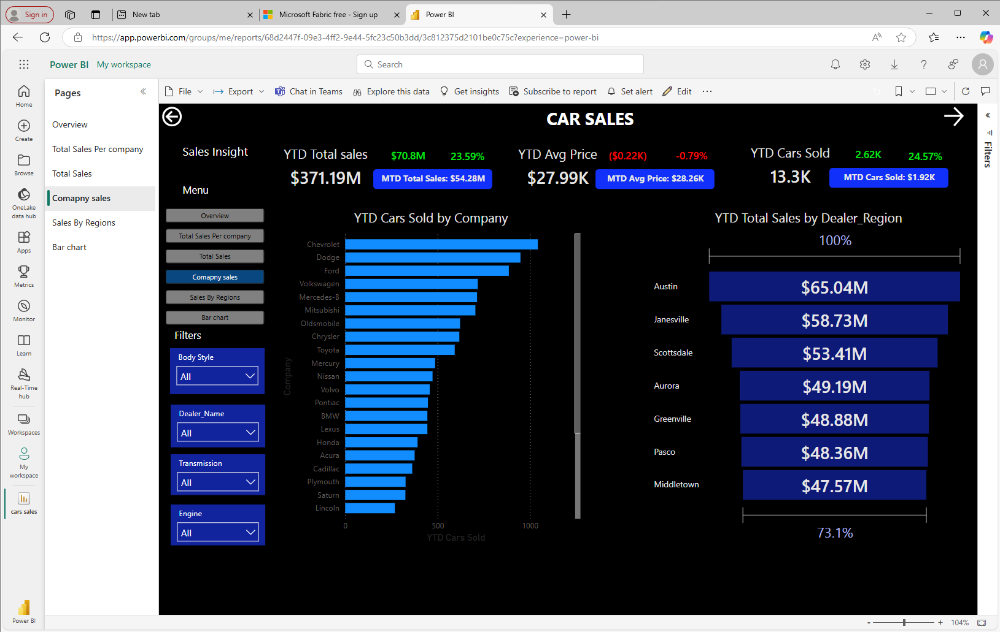 Sign in
New tab
Microsoft Fabric free - Sign up
Power BI
https://app.powerbi.com/groups/me/reports/68d2447f-09e3-4ff2-9e44-5fc23c50b3dd/3c812375d2101be0c75c?experience=power-bi
Power BI My workspace
Search
Home
Create
Browse
OneLake
data hub
Apps
Metrics
Monitor
Learn
Real-Time
hub
Workspaces
My
workspace
cars sales
Power BI
Pages
Overview
Total Sales Per company
Total Sales
Comapny sales
Sales By Regions
Bar chart
File
Export
Chat in Teams
Explore this data
Get insights
Subscribe to report
Set alert
Edit
CAR SALES
Sales Insight
Menu
Overview
Total Sales Per company
Total Sales
Comapny sales
Sales By Regions
Bar chart
Filters
Body Style
All
Dealer_Name
All
Transmission
All
Engine
All
YTD Total sales
$70.8M
23.59%
$371.19M
MTD Total Sales: $54.28M
YTD Avg Price
($0.22K)
-0.79%
$27.99K
MTD Avg Price: $28.26K
YTD Cars Sold
2.62K
24.57%
13.3K
MTD Cars Sold: $1.92K
YTD Cars Sold by Company
Company
Chevrolet
Dodge
Ford
Volkswagen
Mercedes-B
Mitsubishi
Oldsmobile
Chrysler
Toyota
Mercury
Nissan
Volvo
Pontiac
BMW
Lexus
Honda
Acura
Cadillac
Plymouth
Saturn
Lincoln
0 500 1000
YTD Cars Sold
YTD Total Sales by Dealer_Region
100%
Austin $65.04M
Janesville $58.73M
Scottsdale $53.41M
Aurora $49.19M
Greenville $48.88M
Pasco $48.36M
Middletown $47.57M
73.1%
Filters
- + 104%